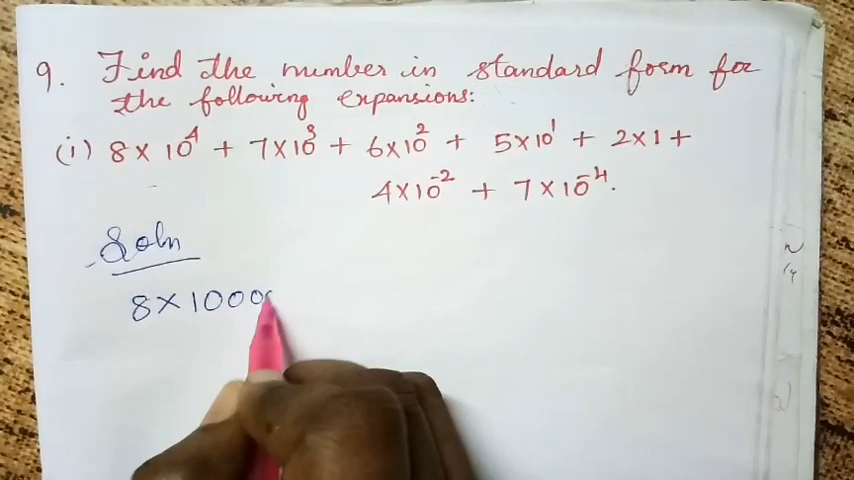 9. Find the number in standard form for
the following expansions:
(i) 8 × 10⁴ + 7×10³ + 6×10² + 5×10¹ + 2×1 +
4×10⁻² + 7×10⁻⁴.
Soln
8×1000